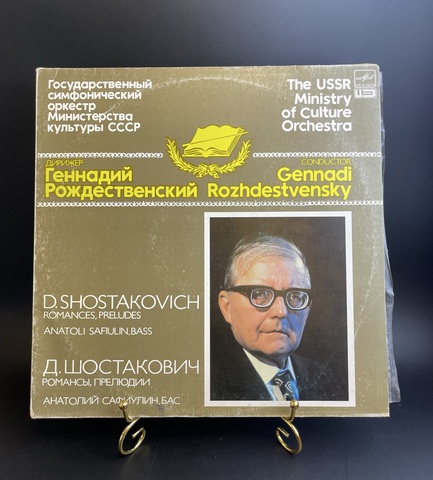 Государственный
симфонический
оркестр
Министерства
культуры СССР
The USSR
Ministry
of Culture
Orchestra
ДИРИЖЕР
Геннадий
Рождественский
CONDUCTOR
Gennadi
Rozhdestvensky
D. SHOSTAKOVICH
ROMANCES, PRELUDES
ANATOLI SAFIULIN, BASS
Д. ШОСТАКОВИЧ
РОМАНСЫ, ПРЕЛЮДИИ
АНАТОЛИЙ САФИУЛИН, БАС